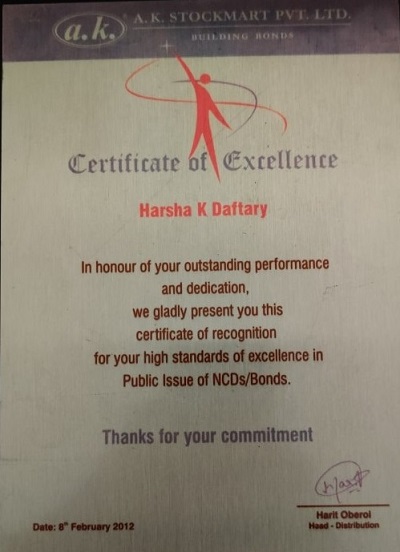 a.k. A. K. STOCKMART PVT. LTD.
BUILDING BONDS
Certificate of Excellence
Harsha K Daftary
In honour of your outstanding performance
and dedication,
we gladly present you this
certificate of recognition
for your high standards of excellence in
Public Issue of NCDs/Bonds.
Thanks for your commitment
Harit Oberoi
Date: 8th February 2012
Head - Distribution